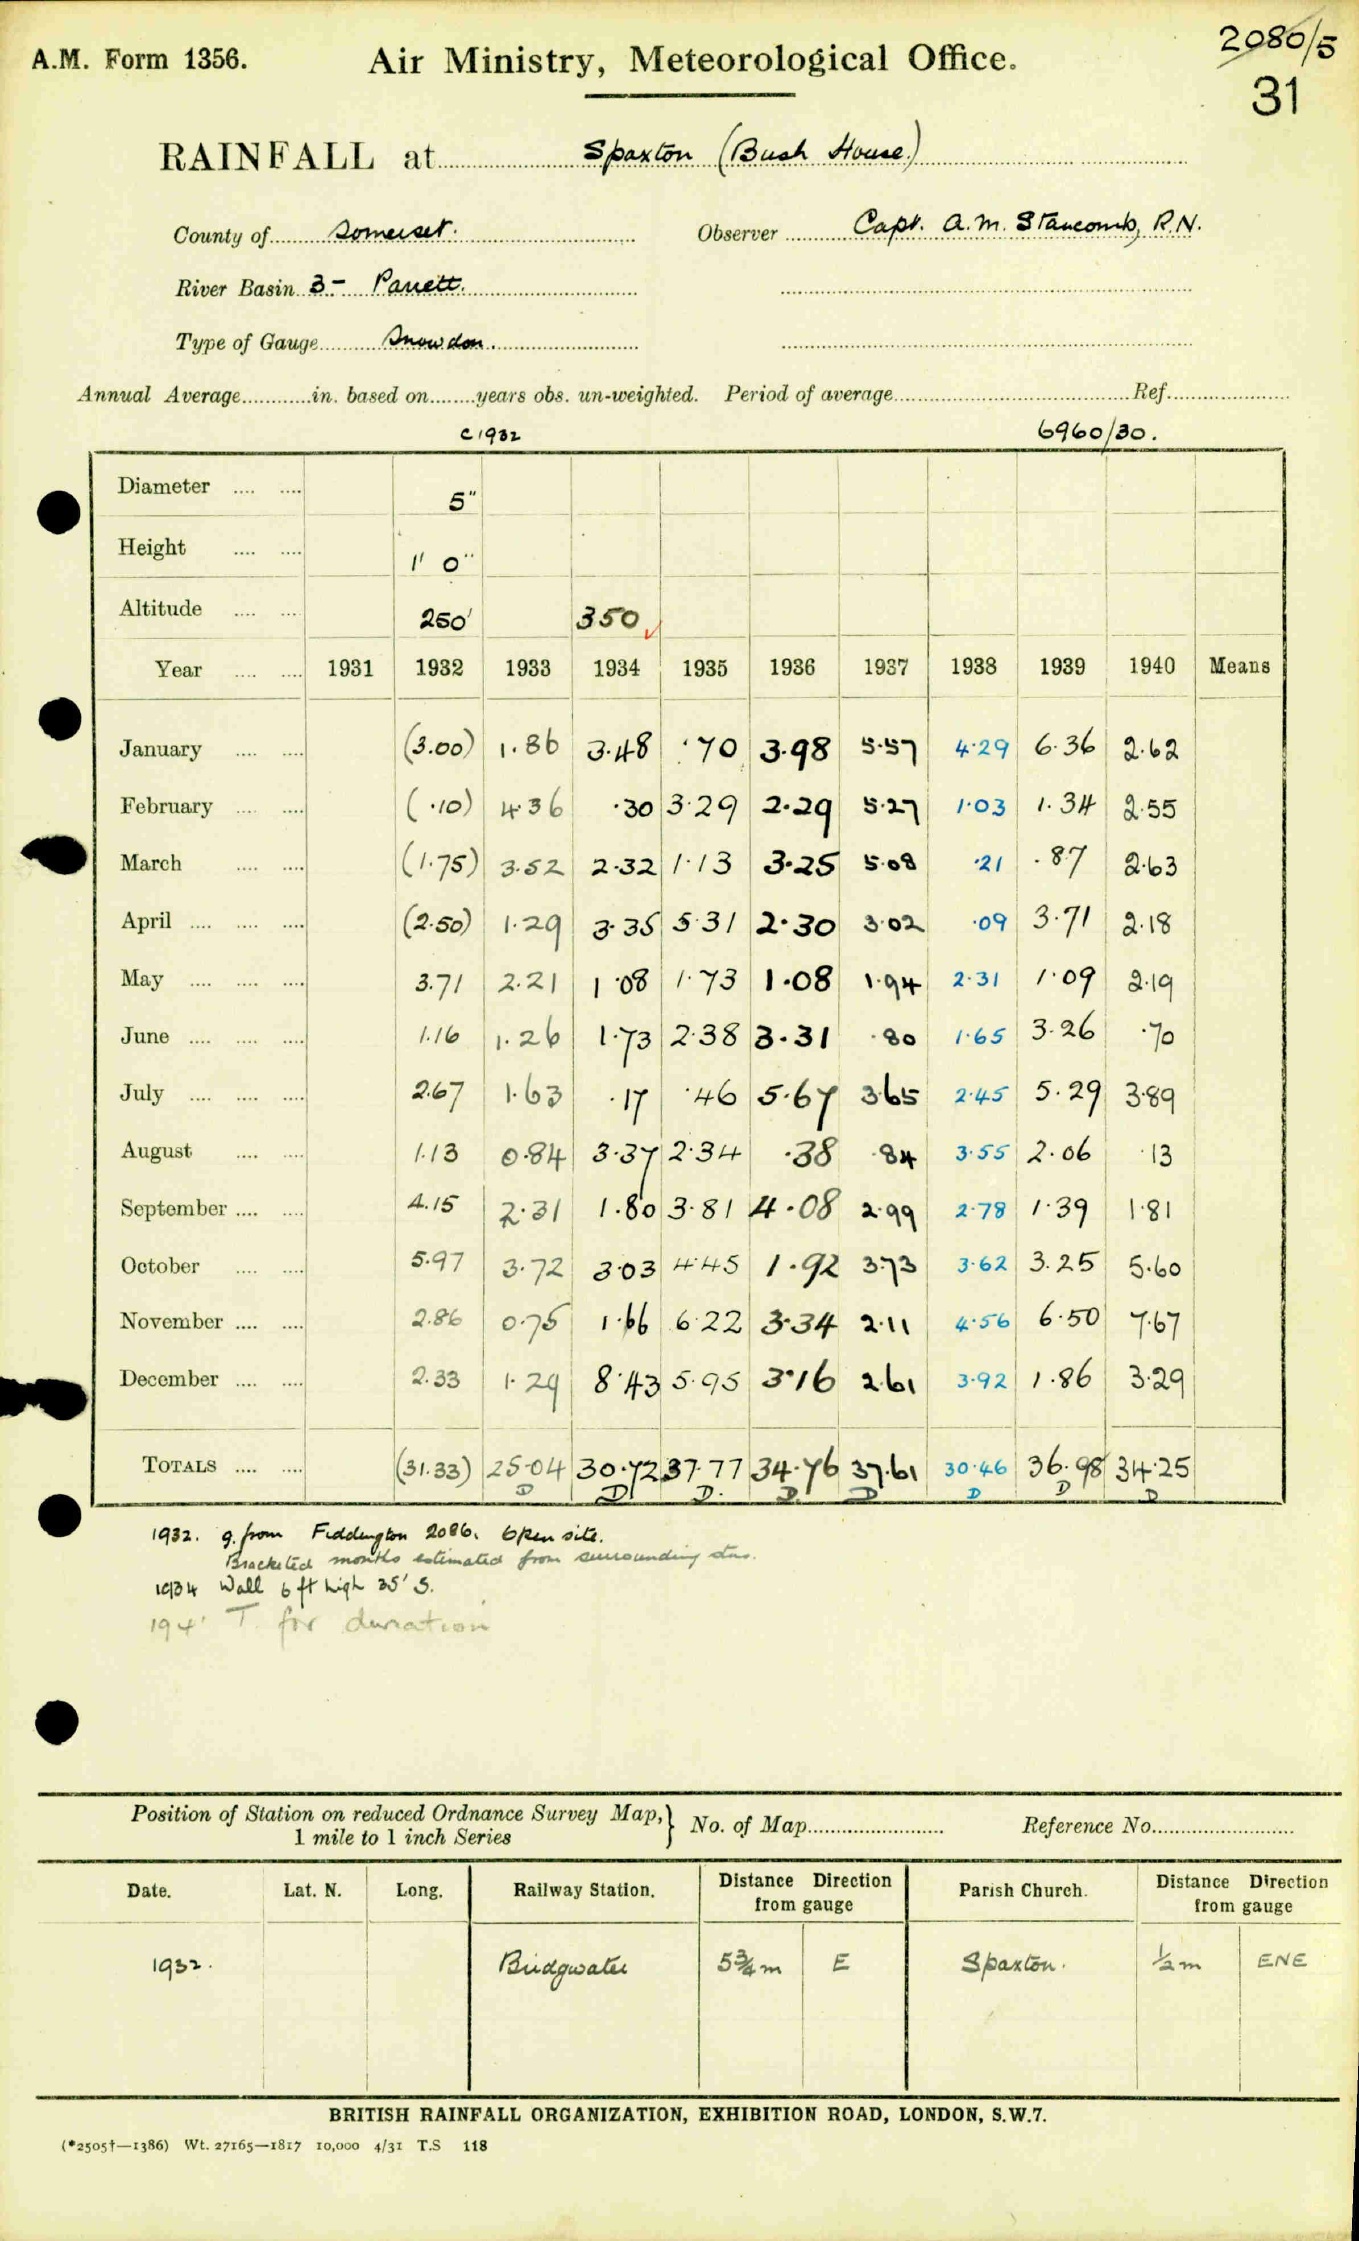 A.M. Form 1356. Air Ministry, Meteorological Office. 2080/5
31
RAINFALL at Spaxton (Bush House.)
County of Somerset. Observer Capt. A.M. Stancomb, R.N.
River Basin 3- Parrett.
Type of Gauge Snowdon.
Annual Average in. based on years obs. un-weighted. Period of average Ref.
c1932 6960/30.
Diameter 5"
Height 1' 0"
Altitude 250' 350 ✓
Year 1931 1932 1933 1934 1935 1936 1937 1938 1939 1940 Means
January (3.00) 1.86 3.48 .70 3.98 5.57 4.29 6.36 2.62
February (.10) 4.36 .30 3.29 2.29 5.27 1.03 1.34 2.55
March (1.75) 3.52 2.32 1.13 3.25 5.08 .21 .87 2.63
April (2.50) 1.29 3.35 5.31 2.30 3.02 .09 3.71 2.18
May 3.71 2.21 1.08 1.73 1.08 1.94 2.31 1.09 2.19
June 1.16 1.26 1.73 2.38 3.31 .80 1.65 3.26 .70
July 2.67 1.63 .17 .46 5.67 3.65 2.45 5.29 3.89
August 1.13 0.84 3.37 2.34 .38 .84 3.55 2.06 .13
September 4.15 2.31 1.80 3.81 4.08 2.99 2.78 1.39 1.81
October 5.97 3.72 3.03 4.45 1.92 3.73 3.62 3.25 5.60
November 2.86 0.75 1.66 6.22 3.34 2.11 4.56 6.50 7.67
December 2.33 1.29 8.43 5.95 3.16 2.61 3.92 1.86 3.29
TOTALS (31.33) 25.04 30.72 37.77 34.76 37.61 30.46 36.98 34.25
D D D. D. D D D D
1932. g. from Fiddington 2086. Open site.
Bracketed months estimated from surrounding stns.
1934 Wall 6 ft high 35' S.
194' T. for duration
Position of Station on reduced Ordnance Survey Map,} No. of Map Reference No.
1 mile to 1 inch Series
Date. Lat. N. Long. Railway Station. Distance Direction from gauge Parish Church. Distance Direction from gauge
1932. Bridgwater 5¾ m E Spaxton. ½ m ENE
BRITISH RAINFALL ORGANIZATION, EXHIBITION ROAD, LONDON, S.W.7.
(*2505†—1386) Wt. 27165—1817 10,000 4/31 T.S 118